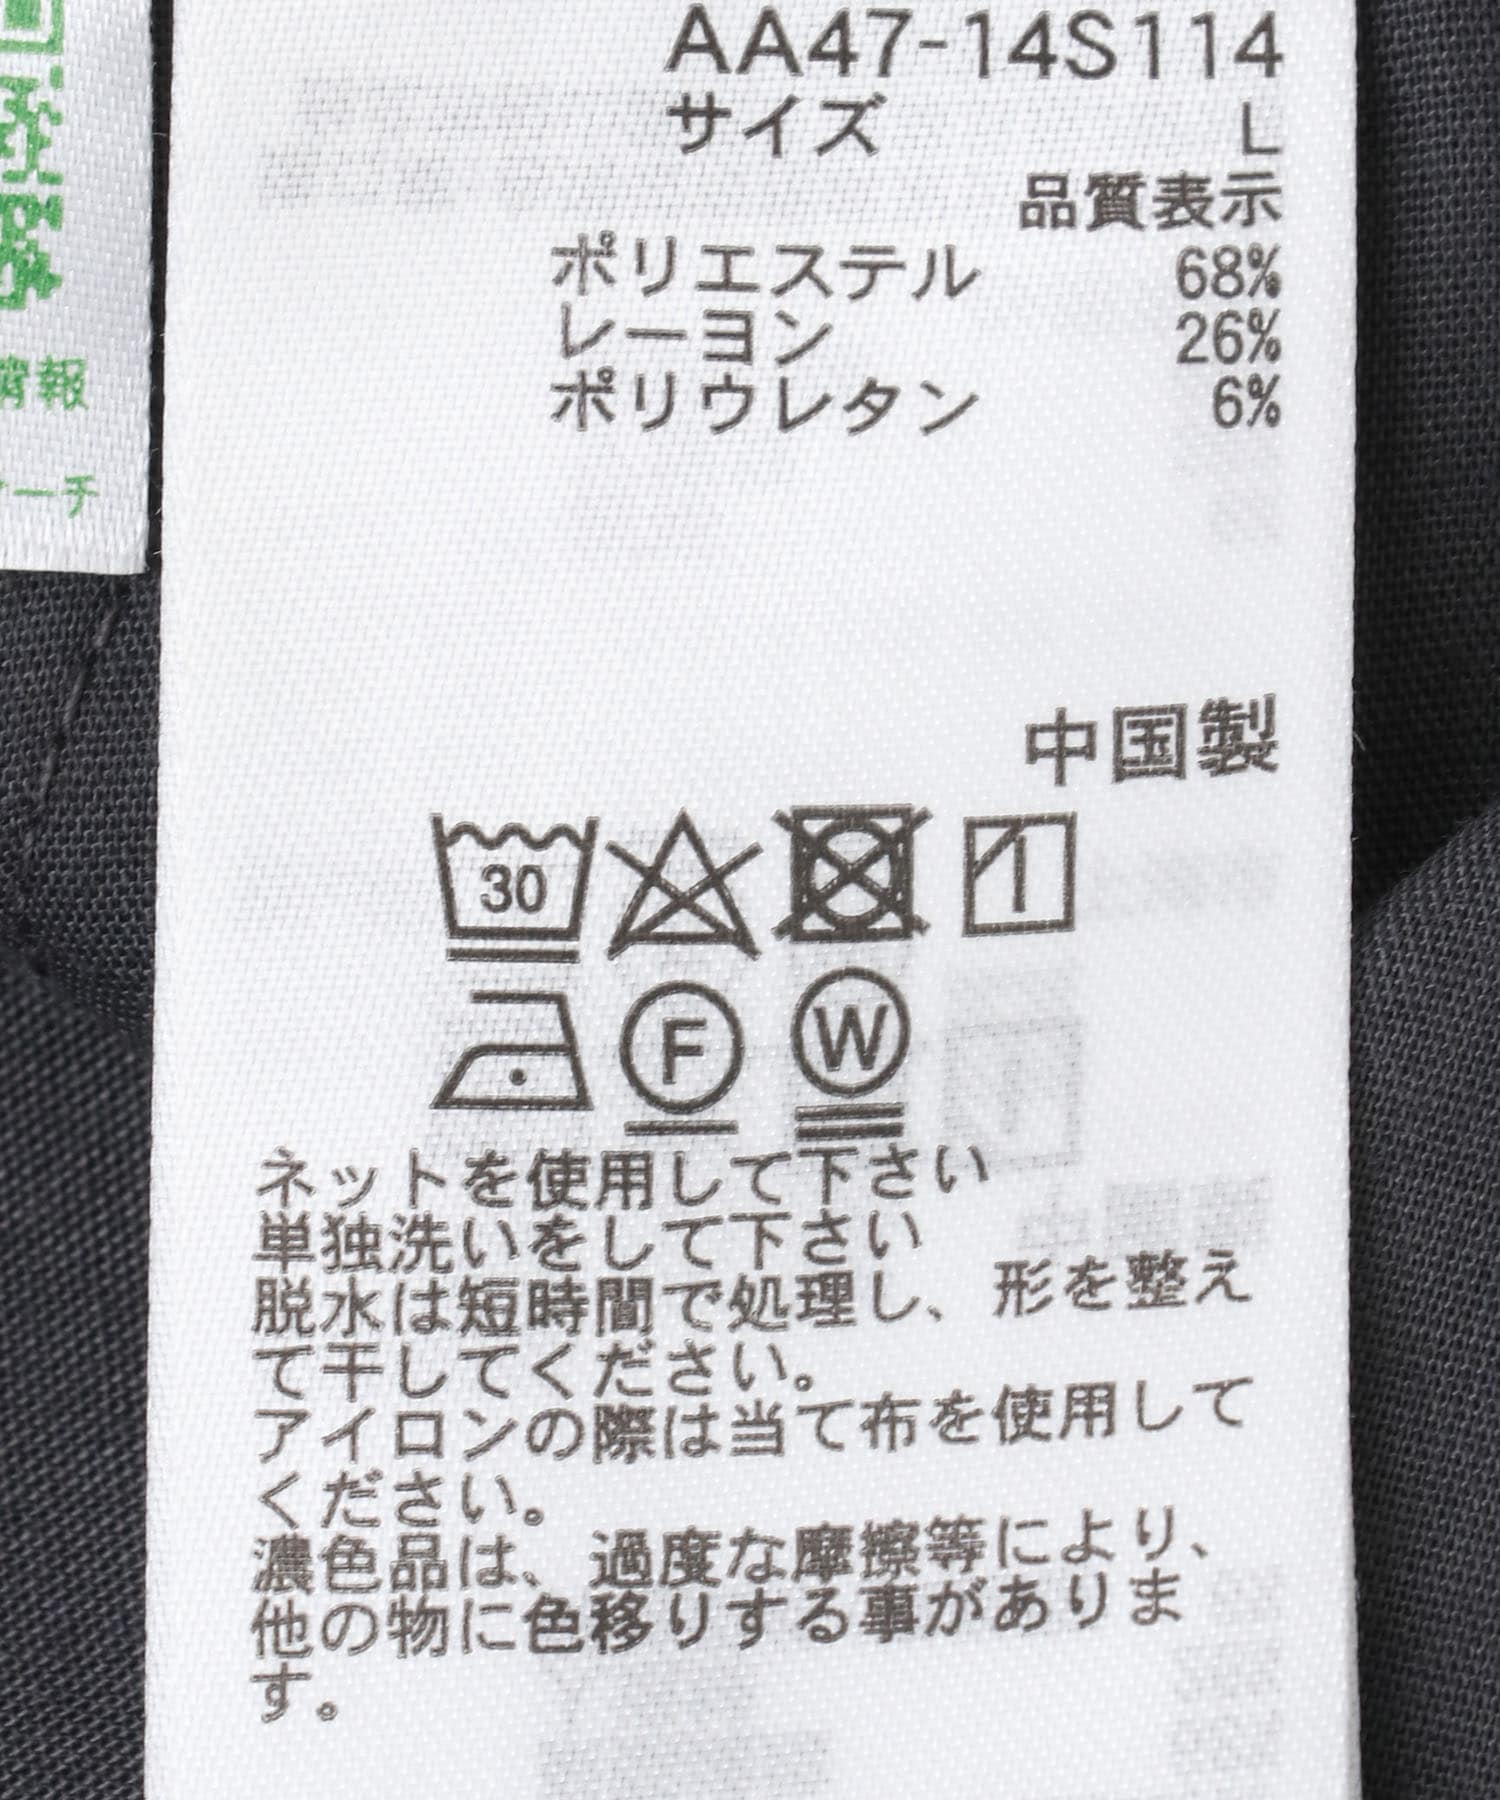 AA47-14S114
サイズ L
品質表示
ポリエステル 68%
レーヨン 26%
ポリウレタン 6%
中国製
30
F W
ネットを使用して下さい
単独洗いをして下さい
脱水は短時間で処理し、形を整え
て干してください。
アイロンの際は当て布を使用して
ください。
濃色品は、過度な摩擦等により、
他の物に色移りする事がありま
す。
情報
ーチ